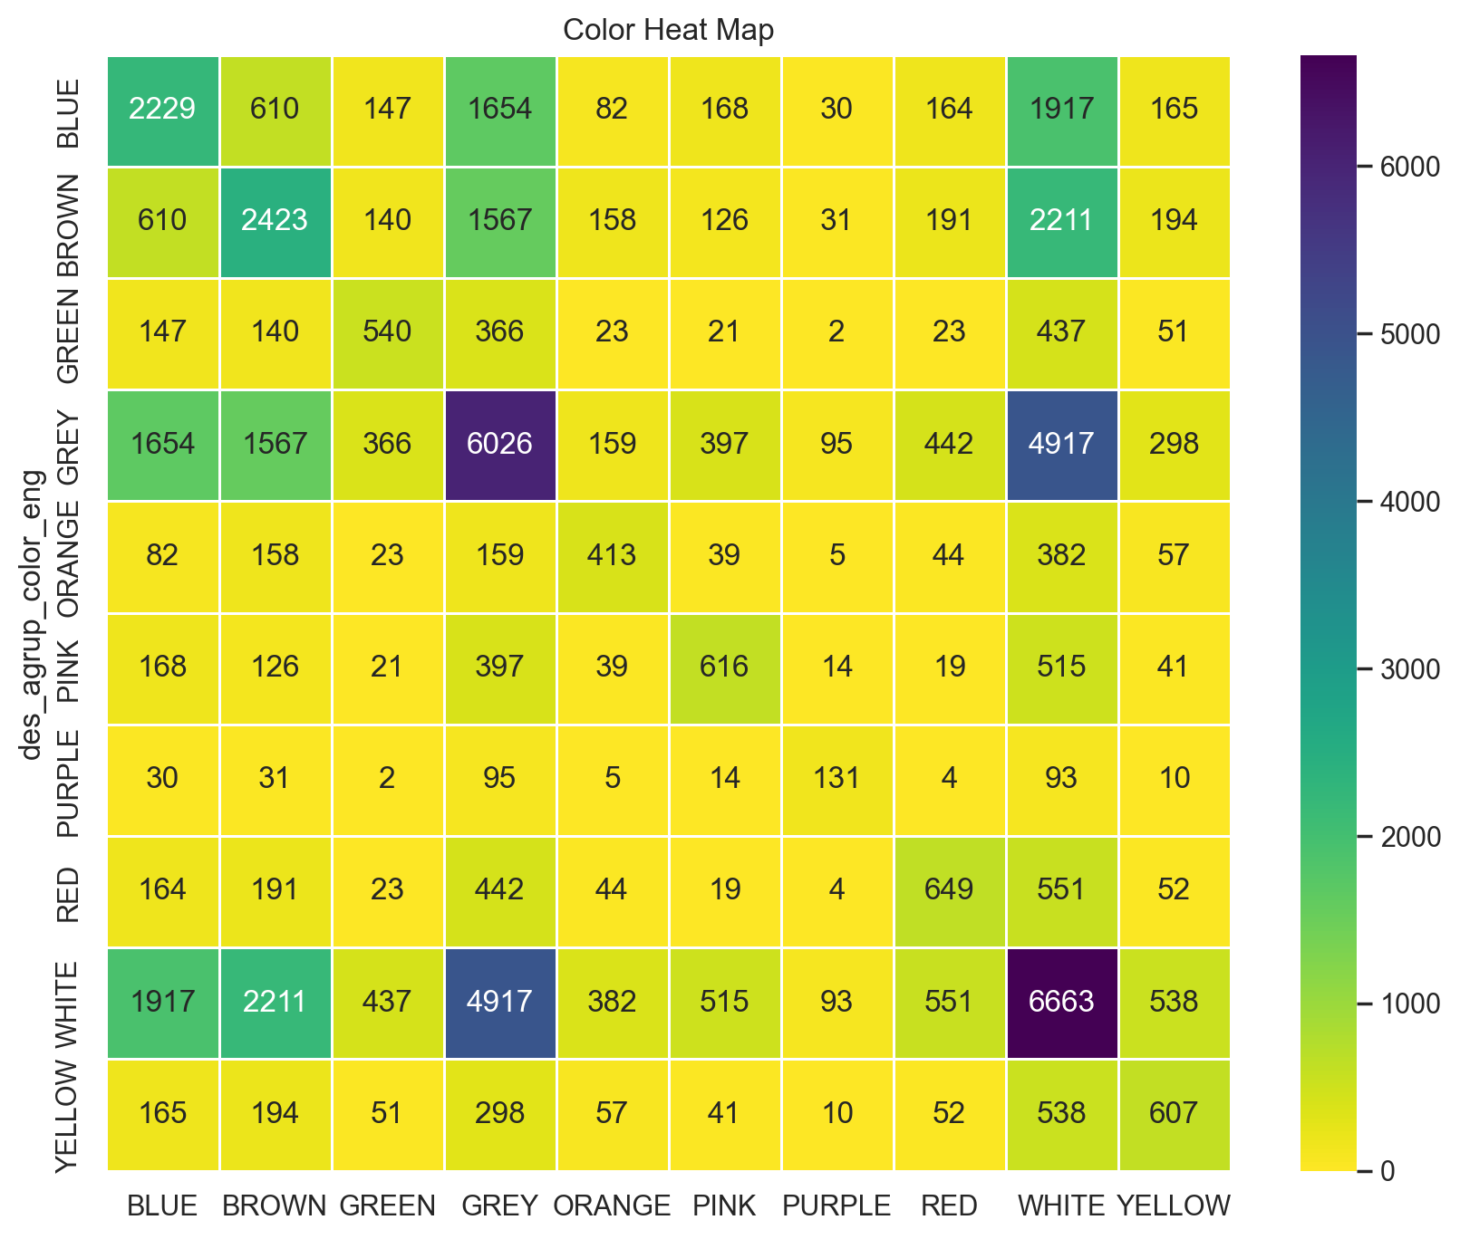 Color Heat Map
BLUE 2229 610 147 1654 82 168 30 164 1917 165
BROWN 610 2423 140 1567 158 126 31 191 2211 194
GREEN 147 140 540 366 23 21 2 23 437 51
GREY 1654 1567 366 6026 159 397 95 442 4917 298
ORANGE 82 158 23 159 413 39 5 44 382 57
PINK 168 126 21 397 39 616 14 19 515 41
PURPLE 30 31 2 95 5 14 131 4 93 10
RED 164 191 23 442 44 19 4 649 551 52
WHITE 1917 2211 437 4917 382 515 93 551 6663 538
YELLOW 165 194 51 298 57 41 10 52 538 607
BLUE BROWN GREEN GREY ORANGE PINK PURPLE RED WHITE YELLOW
des_agrup_color_eng
6000
5000
4000
3000
2000
1000
0